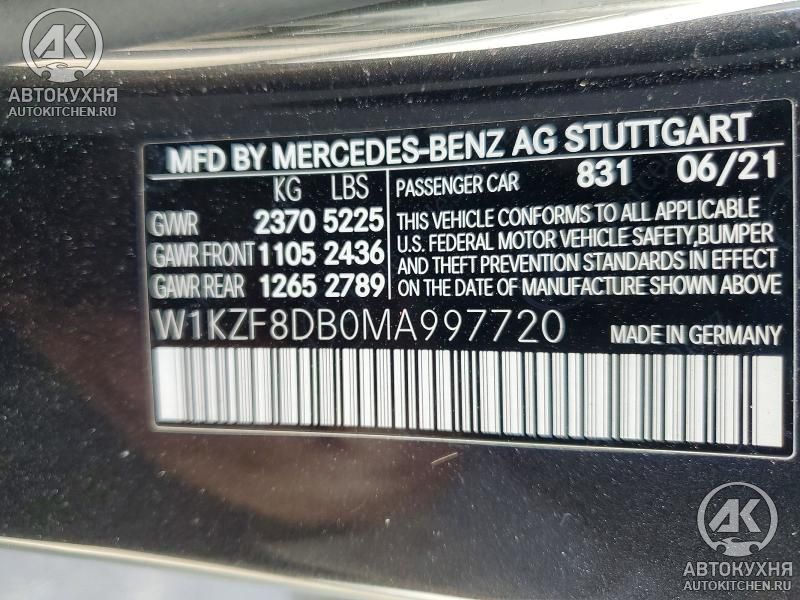 АК
АВТОКУХНЯ
AUTOKITCHEN.RU
MFD BY MERCEDES-BENZ AG STUTTGART
KG LBS
GVWR 2370 5225
GAWR FRONT 1105 2436
GAWR REAR 1265 2789
PASSENGER CAR 831 06/21
THIS VEHICLE CONFORMS TO ALL APPLICABLE
U.S. FEDERAL MOTOR VEHICLE SAFETY,BUMPER
AND THEFT PREVENTION STANDARDS IN EFFECT
ON THE DATE OF MANUFACTURE SHOWN ABOVE
W1KZF8DB0MA997720
MADE IN GERMANY
АК
АВТОКУХНЯ
AUTOKITCHEN.RU